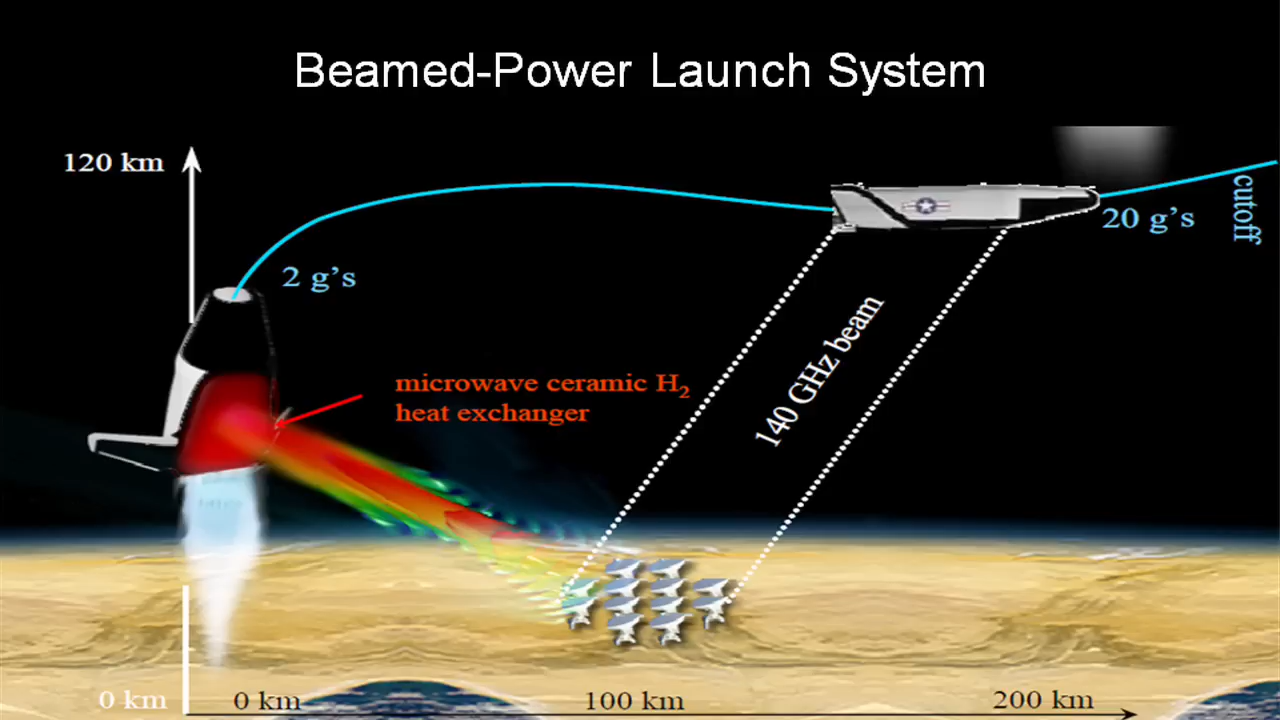 Beamed-Power Launch System
120 km
20 g's
cutoff
2 g's
140 GHz beam
microwave ceramic H₂
heat exchanger
0 km
0 km
100 km
200 km